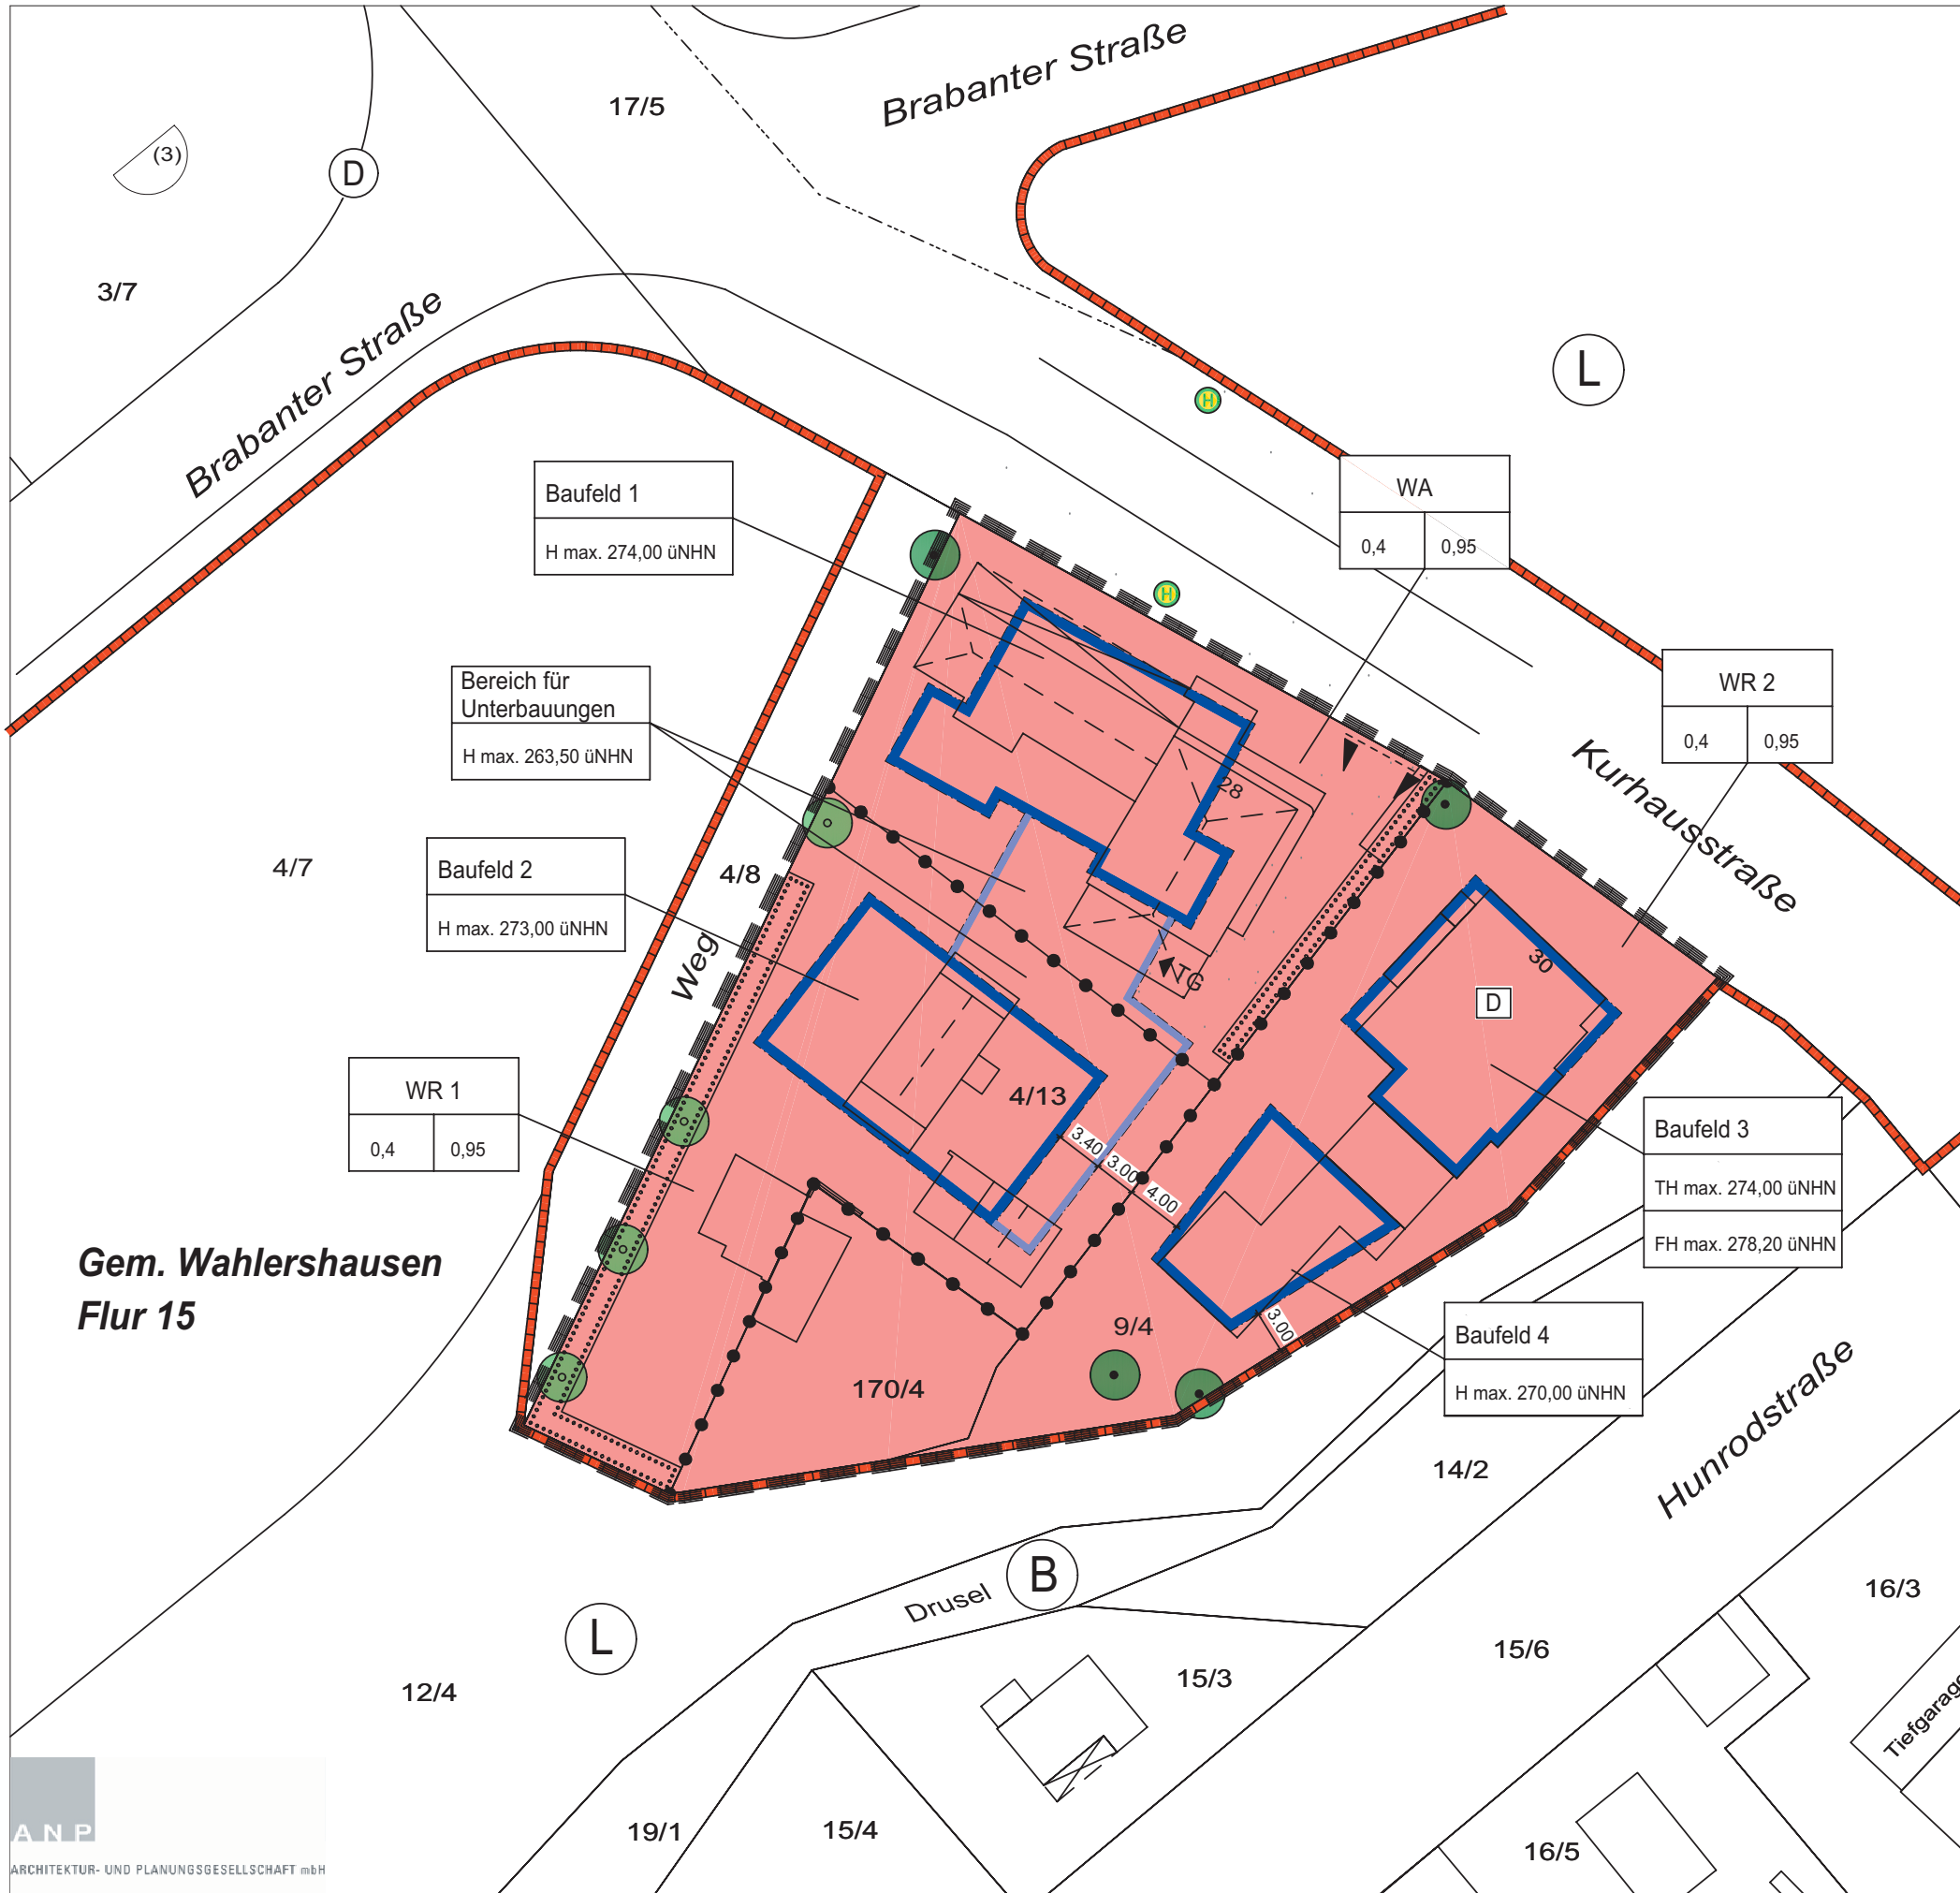 Brabanter Straße
17/5
(3)
D
3/7
Brabanter Straße
L
H
WA
0,4 0,95
Baufeld 1
H max. 274,00 üNHN
H
WR 2
0,4 0,95
Bereich für
Unterbauungen
H max. 263,50 üNHN
Kurhausstraße
28
Baufeld 2
H max. 273,00 üNHN
4/7
4/8
Weg
TG
30
D
WR 1
0,4 0,95
4/13
3.40
3.00
4.00
Baufeld 3
TH max. 274,00 üNHN
FH max. 278,20 üNHN
Gem. Wahlershausen
Flur 15
9/4
3.00
Baufeld 4
H max. 270,00 üNHN
170/4
Hunrodstraße
14/2
B
Drusel
L
16/3
15/6
15/3
12/4
Tiefgarage
19/1
15/4
16/5
ANP
ARCHITEKTUR- UND PLANUNGSGESELLSCHAFT mbH